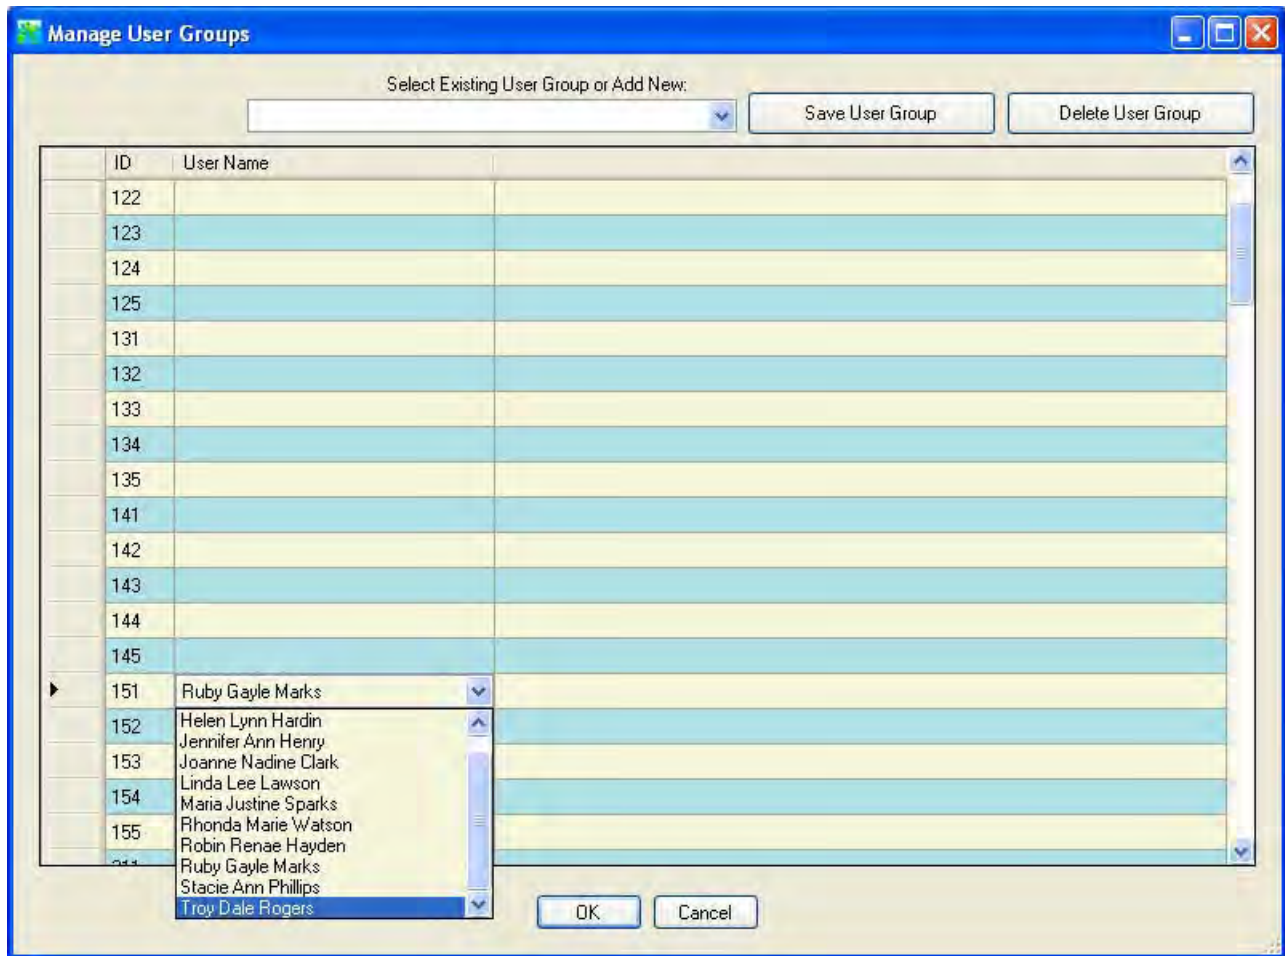 Manage User Groups
Select Existing User Group or Add New:
Save User Group
Delete User Group
ID User Name
122
123
124
125
131
132
133
134
135
141
142
143
144
145
151 Ruby Gayle Marks
152
153
154
155
211
Helen Lynn Hardin
Jennifer Ann Henry
Joanne Nadine Clark
Linda Lee Lawson
Maria Justine Sparks
Rhonda Marie Watson
Robin Renae Hayden
Ruby Gayle Marks
Stacie Ann Phillips
Troy Dale Rogers
OK
Cancel